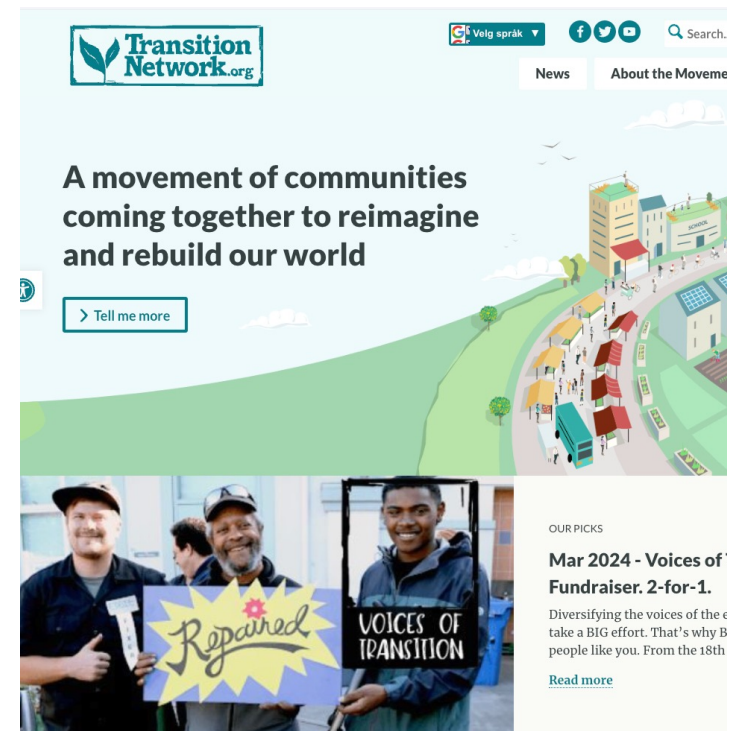 Transition
Network.org
Velg språk ▼
Search.
News
About the Moveme
A movement of communities
coming together to reimagine
and rebuild our world
Tell me more
SCHOOL
Repaired
VOICES OF
TRANSITION
OUR PICKS
Mar 2024 - Voices of
Fundraiser. 2-for-1.
Diversifying the voices of the e
take a BIG effort. That’s why B
people like you. From the 18th
Read more